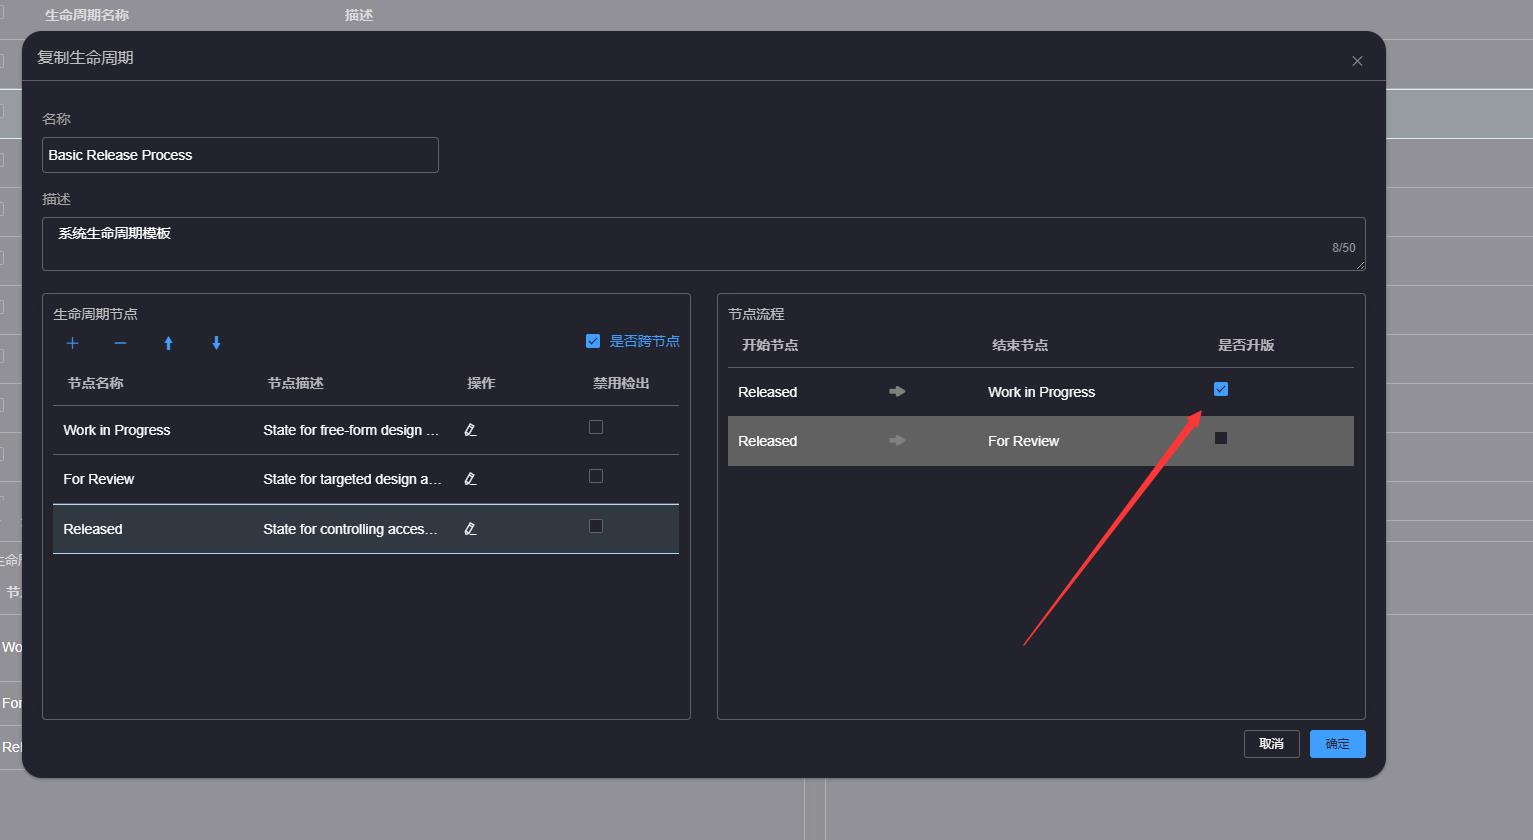 生命周期名称 描述
复制生命周期
名称
Basic Release Process
描述
系统生命周期模板
8/50
生命周期节点
是否跨节点
节点名称 节点描述 操作 禁用检出
Work in Progress State for free-form design ...
For Review State for targeted design a...
Released State for controlling acces...
节点流程
开始节点 结束节点 是否升版
Released Work in Progress
Released For Review
取消 确定
生命周
节
Wo
For
Rel